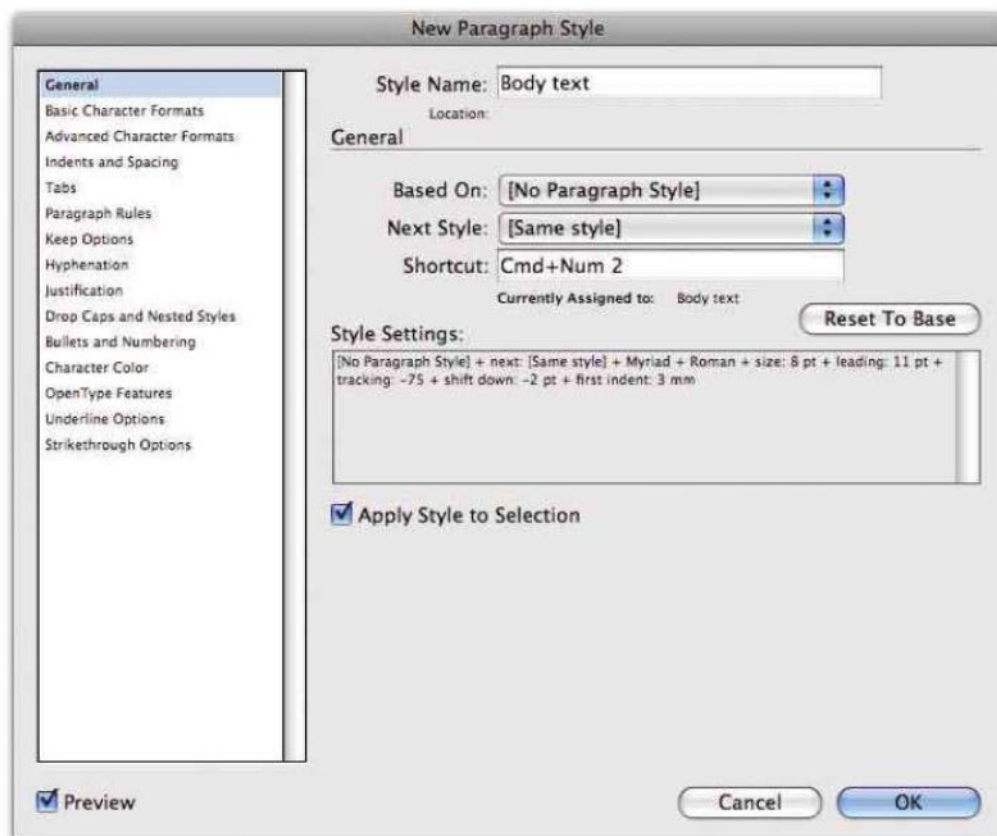 New Paragraph Style
General
Basic Character Formats
Advanced Character Formats
Indents and Spacing
Tabs
Paragraph Rules
Keep Options
Hyphenation
Justification
Drop Caps and Nested Styles
Bullets and Numbering
Character Color
OpenType Features
Underline Options
Strikethrough Options
Style Name: Body text
Location:
General
Based On: [No Paragraph Style]
Next Style: [Same style]
Shortcut: Cmd+Num 2
Currently Assigned to: Body text
Reset To Base
Style Settings:
[No Paragraph Style] + next: [Same style] + Myriad + Roman + size: 8 pt + leading: 11 pt +
tracking: -75 + shift down: -2 pt + first indent: 3 mm
Apply Style to Selection
Preview
Cancel
OK